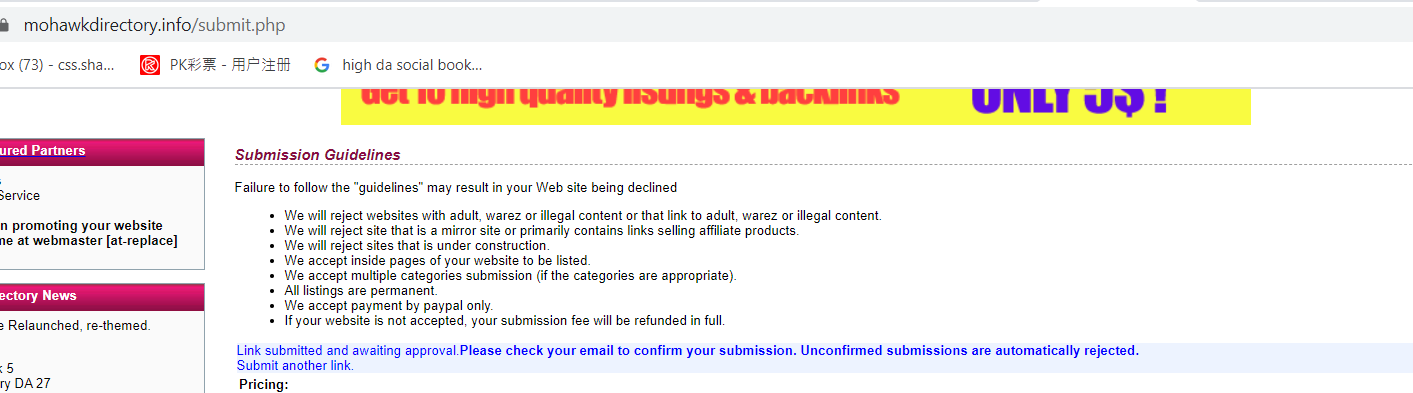 mohawkdirectory.info/submit.php
ox (73) - css.sha... PK彩票 - 用户注册 high da social book...
Get 10 high quality listings & backlinks ONLY 5$ !
ured Partners
Service
n promoting your website
me at webmaster [at-replace]
ectory News
e Relaunched, re-themed.
k 5
ry DA 27
Submission Guidelines
Failure to follow the "guidelines" may result in your Web site being declined
• We will reject websites with adult, warez or illegal content or that link to adult, warez or illegal content.
• We will reject site that is a mirror site or primarily contains links selling affiliate products.
• We will reject sites that is under construction.
• We accept inside pages of your website to be listed.
• We accept multiple categories submission (if the categories are appropriate).
• All listings are permanent.
• We accept payment by paypal only.
• If your website is not accepted, your submission fee will be refunded in full.
Link submitted and awaiting approval.Please check your email to confirm your submission. Unconfirmed submissions are automatically rejected.
Submit another link.
Pricing: